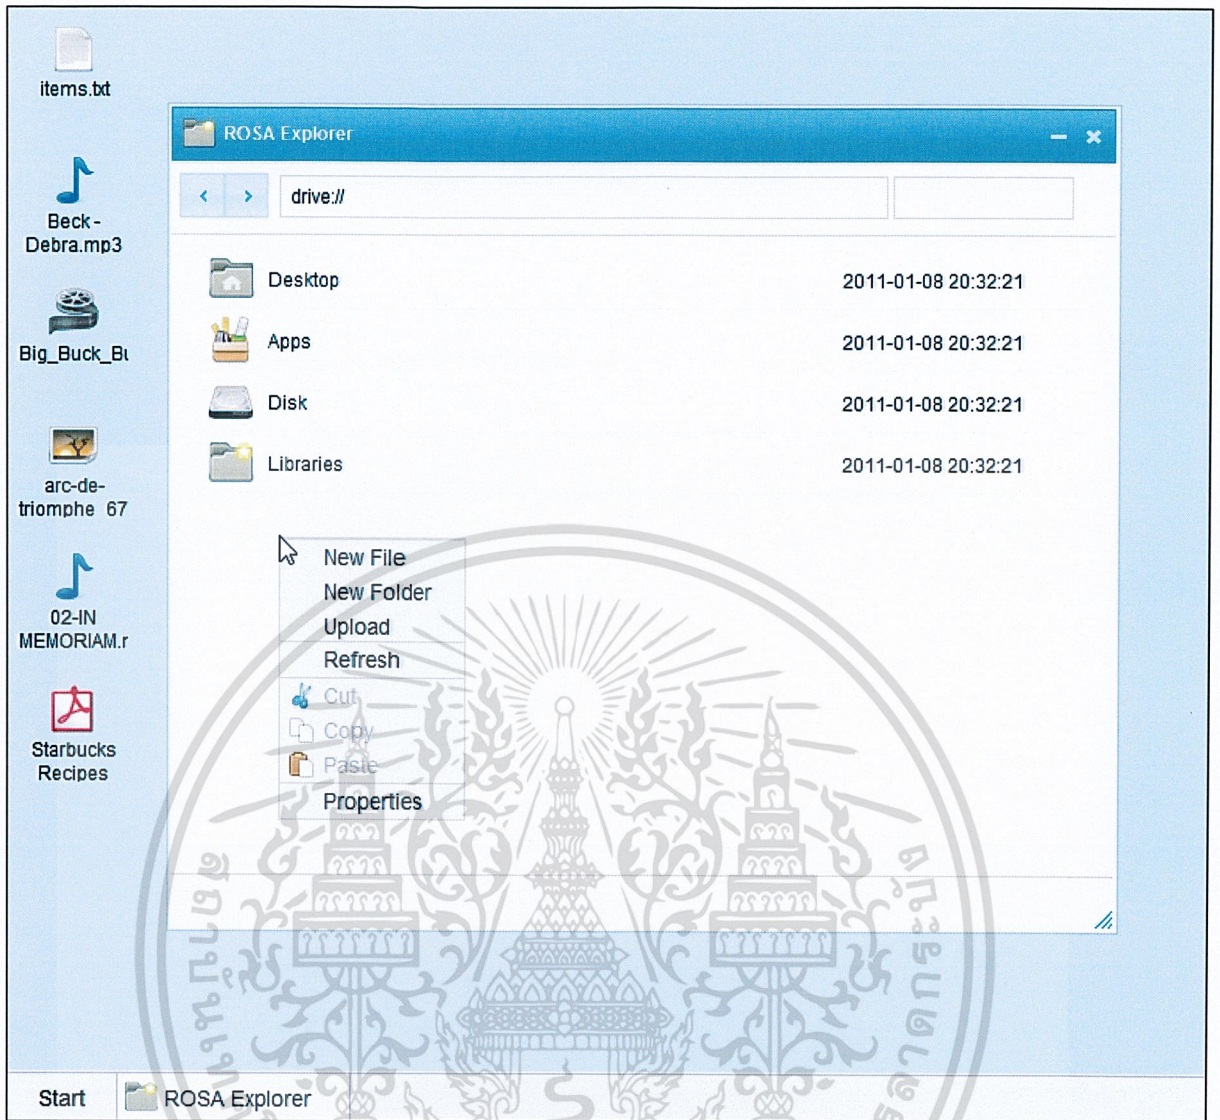 items.txt
Beck -
Debra.mp3
Big_Buck_Bu
arc-de-
triomphe_67
02-IN
MEMORIAM.r
Starbucks
Recipes
ROSA Explorer
drive://
Desktop 2011-01-08 20:32:21
Apps 2011-01-08 20:32:21
Disk 2011-01-08 20:32:21
Libraries 2011-01-08 20:32:21
New File
New Folder
Upload
Refresh
Cut
Copy
Paste
Properties
Start
ROSA Explorer